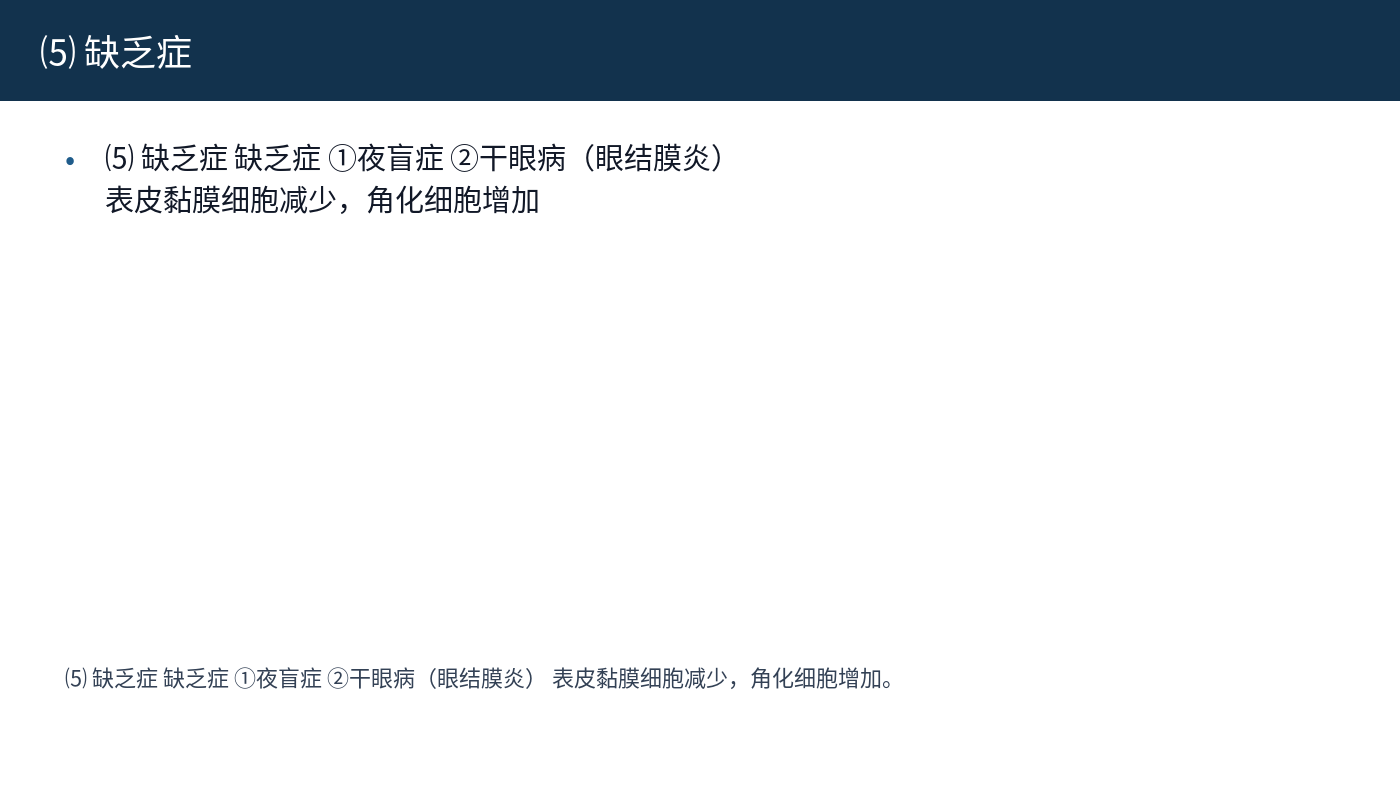 ⑸ 缺乏症
• ⑸ 缺乏症 缺乏症 ①夜盲症 ②干眼病（眼结膜炎）
表皮黏膜细胞减少，角化细胞增加
⑸ 缺乏症 缺乏症 ①夜盲症 ②干眼病（眼结膜炎） 表皮黏膜细胞减少，角化细胞增加。